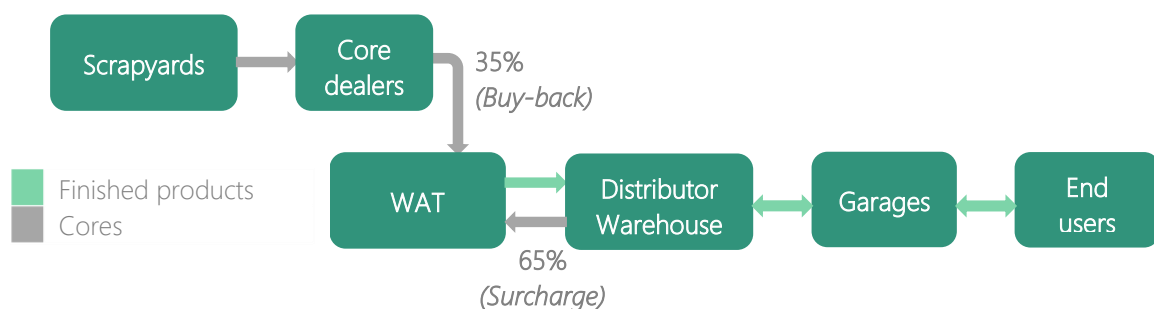 Scrapyards
Core
dealers
35%
(Buy-back)
Finished products
Cores
WAT
Distributor
Warehouse
Garages
End
users
65%
(Surcharge)